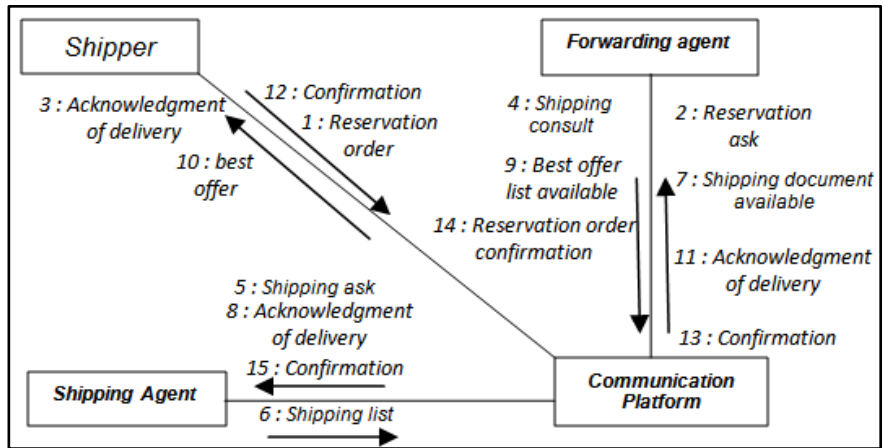 Shipper
Forwarding agent
12 : Confirmation
3 : Acknowledgment
of delivery
1 : Reservation
order
10 : best
offer
4 : Shipping
consult
2 : Reservation
ask
9 : Best offer
list available
7 : Shipping document
available
14 : Reservation order
confirmation
11 : Acknowledgment
of delivery
5 : Shipping ask
8 : Acknowledgment
of delivery
13 : Confirmation
15 : Confirmation
Shipping Agent
Communication
Platform
6 : Shipping list